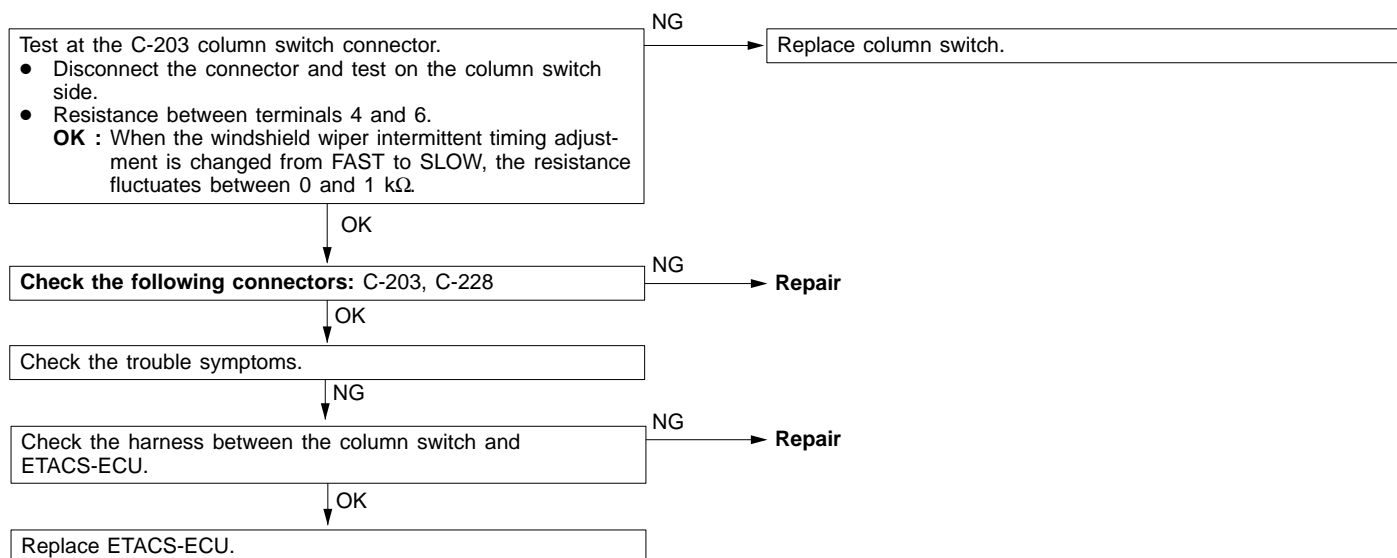 NG
Test at the C-203 column switch connector.
● Disconnect the connector and test on the column switch
side.
● Resistance between terminals 4 and 6.
OK : When the windshield wiper intermittent timing adjust-
ment is changed from FAST to SLOW, the resistance
fluctuates between 0 and 1 kΩ.
Replace column switch.
OK
Check the following connectors: C-203, C-228
NG
Repair
OK
Check the trouble symptoms.
NG
Check the harness between the column switch and
ETACS-ECU.
NG
Repair
OK
Replace ETACS-ECU.